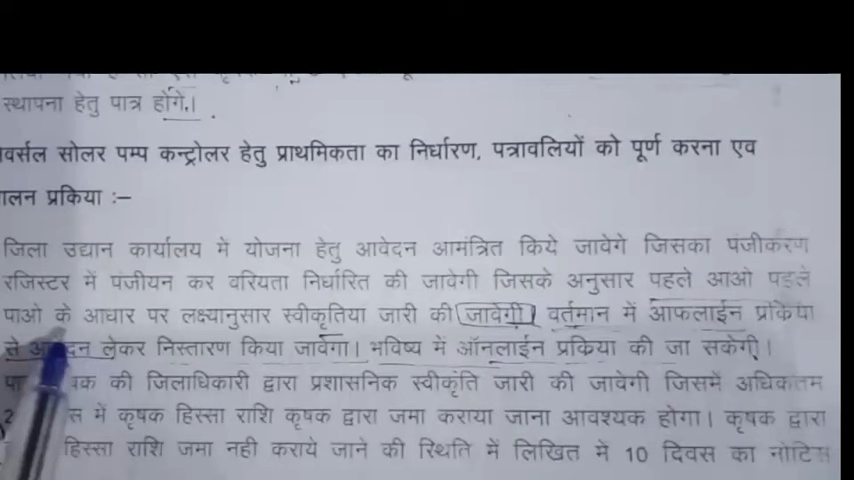 स्थापना हेतु पात्र होंगे।
वर्सल सोलर पम्प कन्ट्रोलर हेतु प्राथमिकता का निर्धारण, पत्रावलियों को पूर्ण करना एव
ालन प्रकिया :–
जिला उद्यान कार्यालय में योजना हेतु आवेदन आमंत्रित किये जावेगे जिसका पंजीकरण
रजिस्टर में पंजीयन कर वरियता निर्धारित की जावेगी जिसके अनुसार पहले आओ पहले
पाओ के आधार पर लक्ष्यानुसार स्वीकृतिया जारी की जावेगी वर्तमान में आफलाईन प्रकिया
से लेकर निस्तारण किया जावेगा। भविष्य में ऑनलाईन प्रकिया की जा सकेगी।
की जिलाधिकारी द्वारा प्रशासनिक स्वीकृंति जारी की जावेगी जिसमें अधिकतम
में कृषक हिस्सा राशि कृषक द्वारा जमा कराया जाना आवश्यक होगा। कृषक द्वारा
हिस्सा राशि जमा नही कराये जाने की स्थिति में लिखित में 10 दिवस का नोटिस